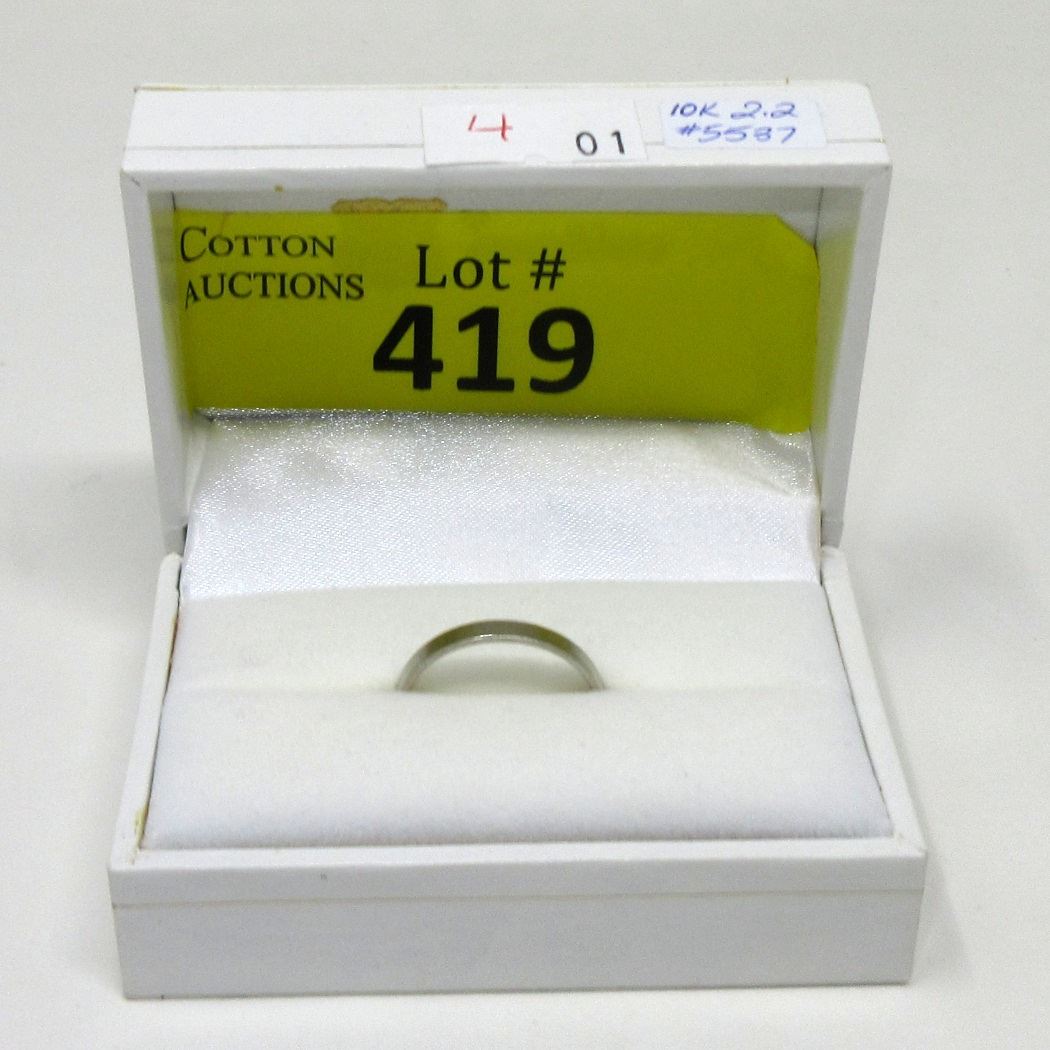 4 01
10K 2.2
#5587
COTTON
AUCTIONS
Lot #
419